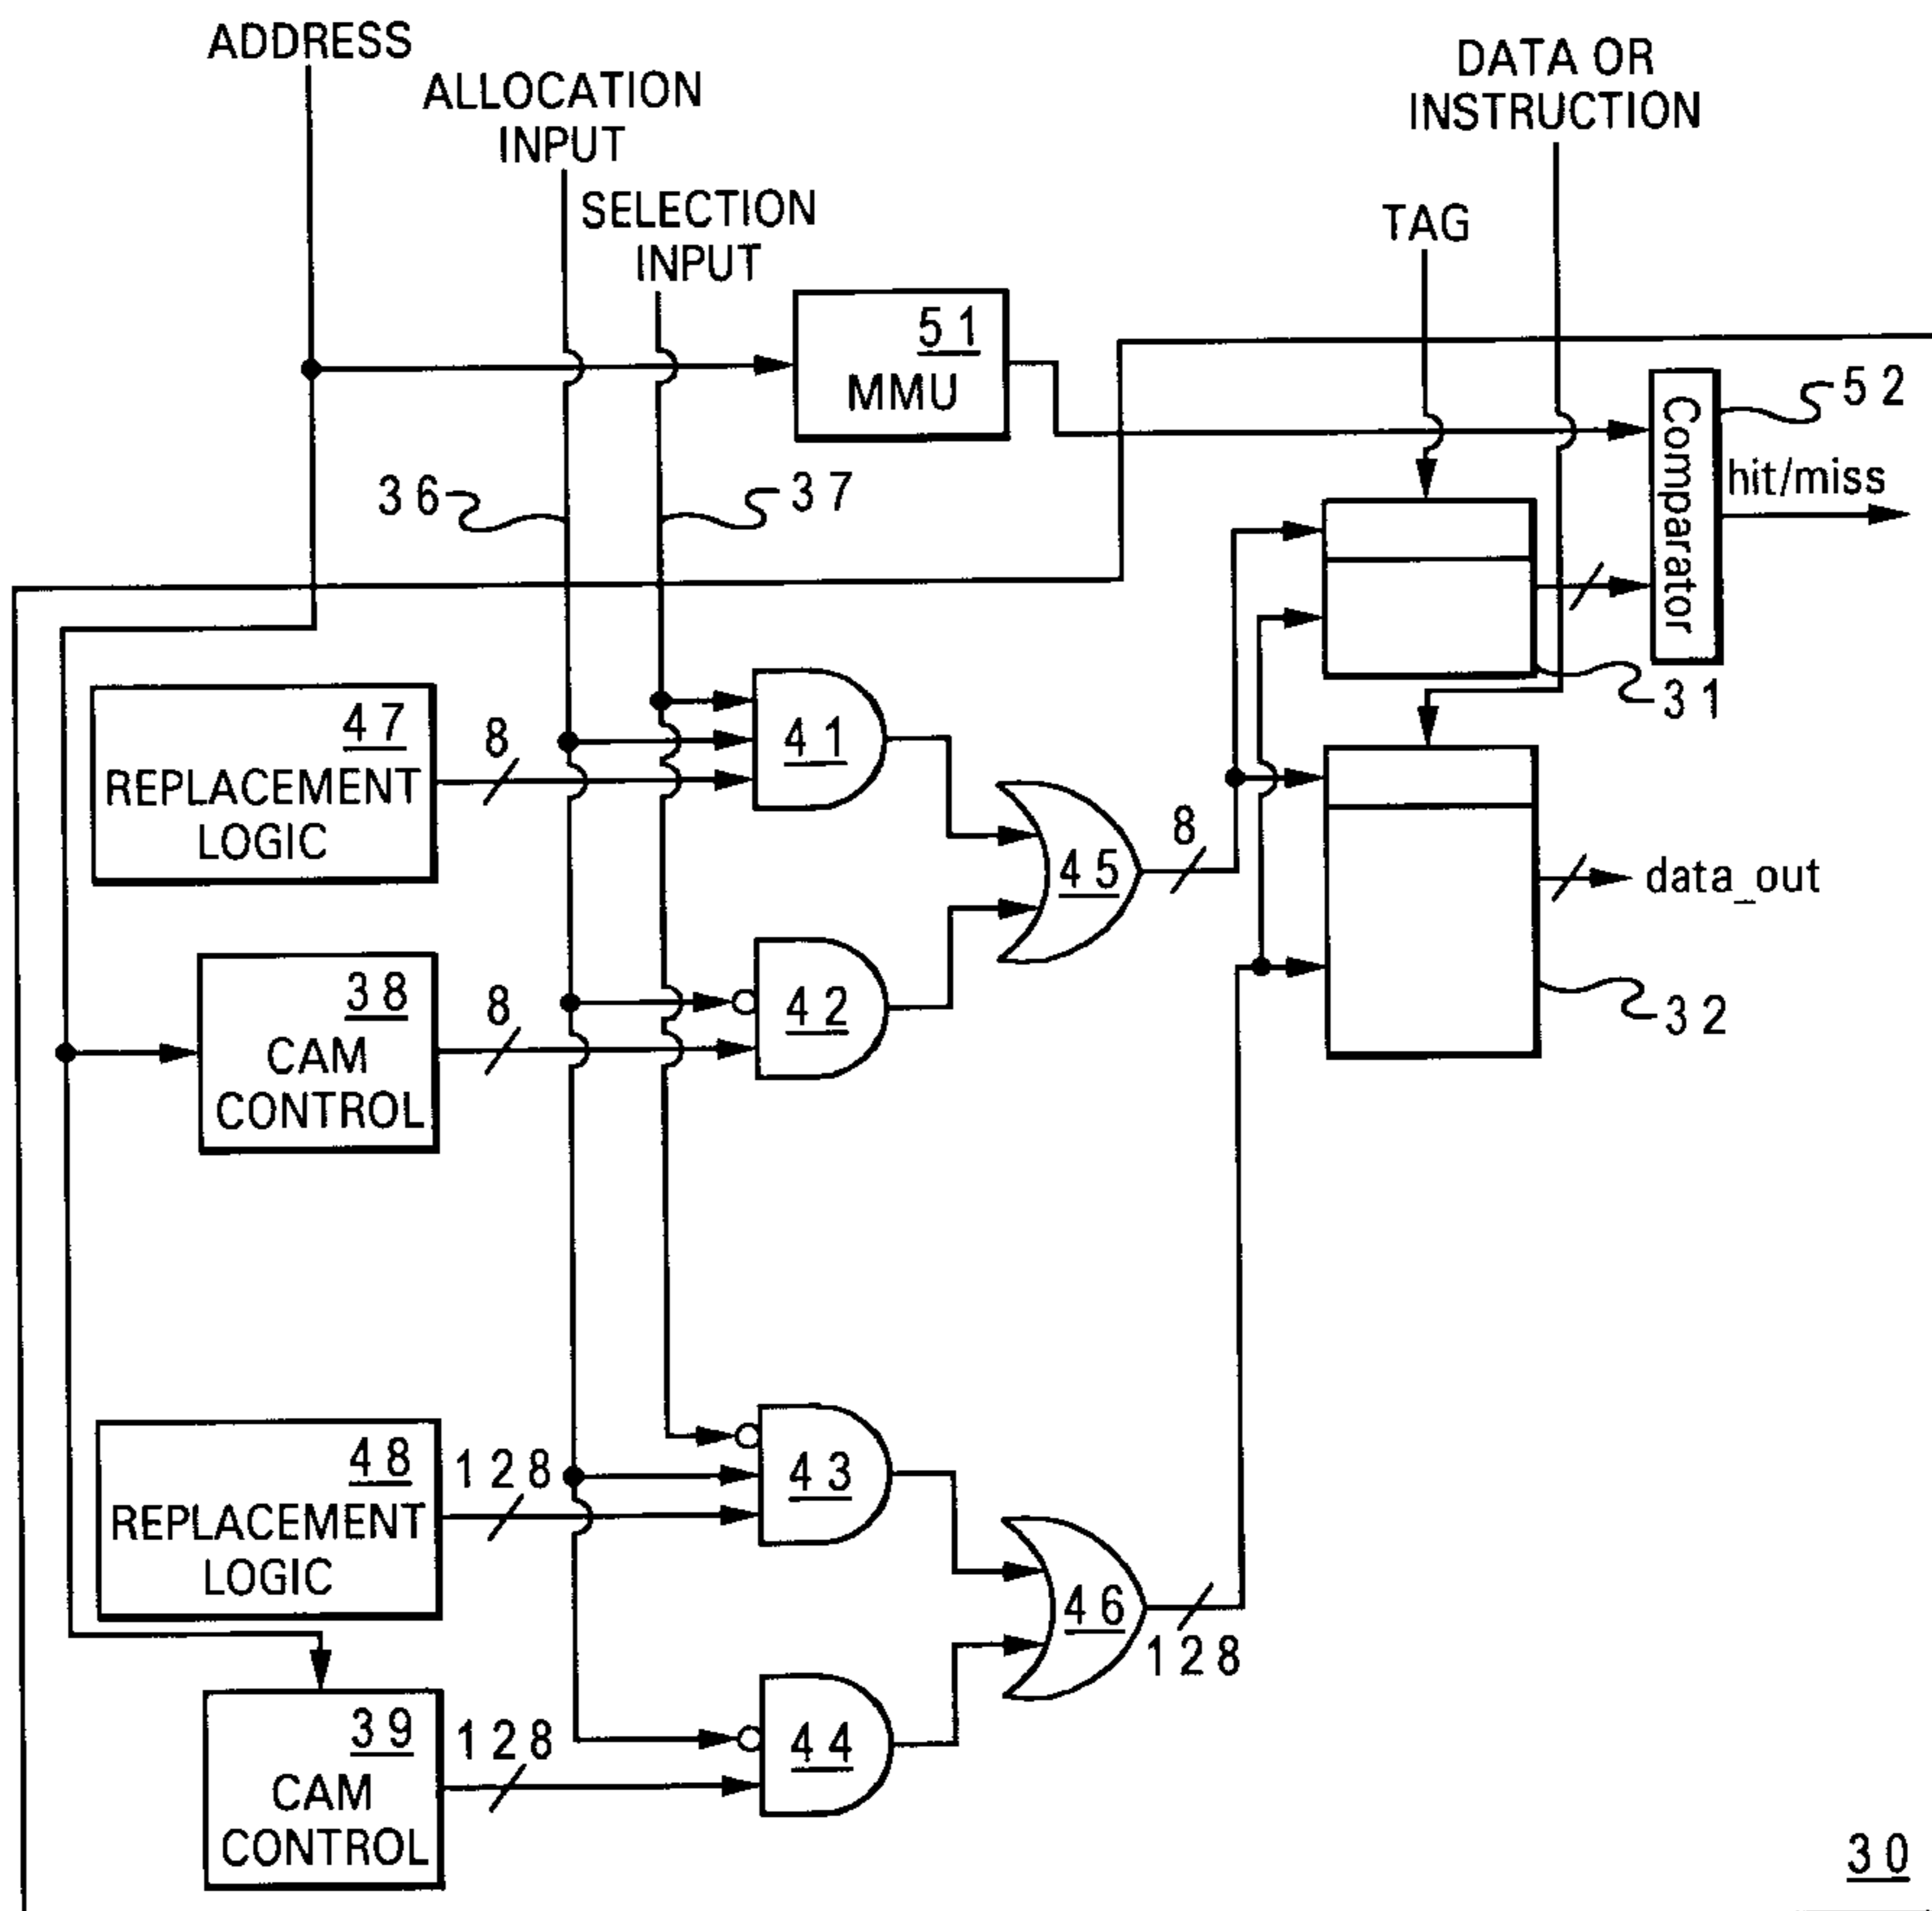 ADDRESS
ALLOCATION
INPUT
SELECTION
INPUT
DATA OR
INSTRUCTION
TAG
51
MMU
52
Comparator
hit/miss
36
37
31
47
REPLACEMENT
LOGIC
8
41
45
8
data_out
38
CAM
CONTROL
8
42
32
48
REPLACEMENT
LOGIC
128
43
46
128
39
CAM
CONTROL
128
44
30